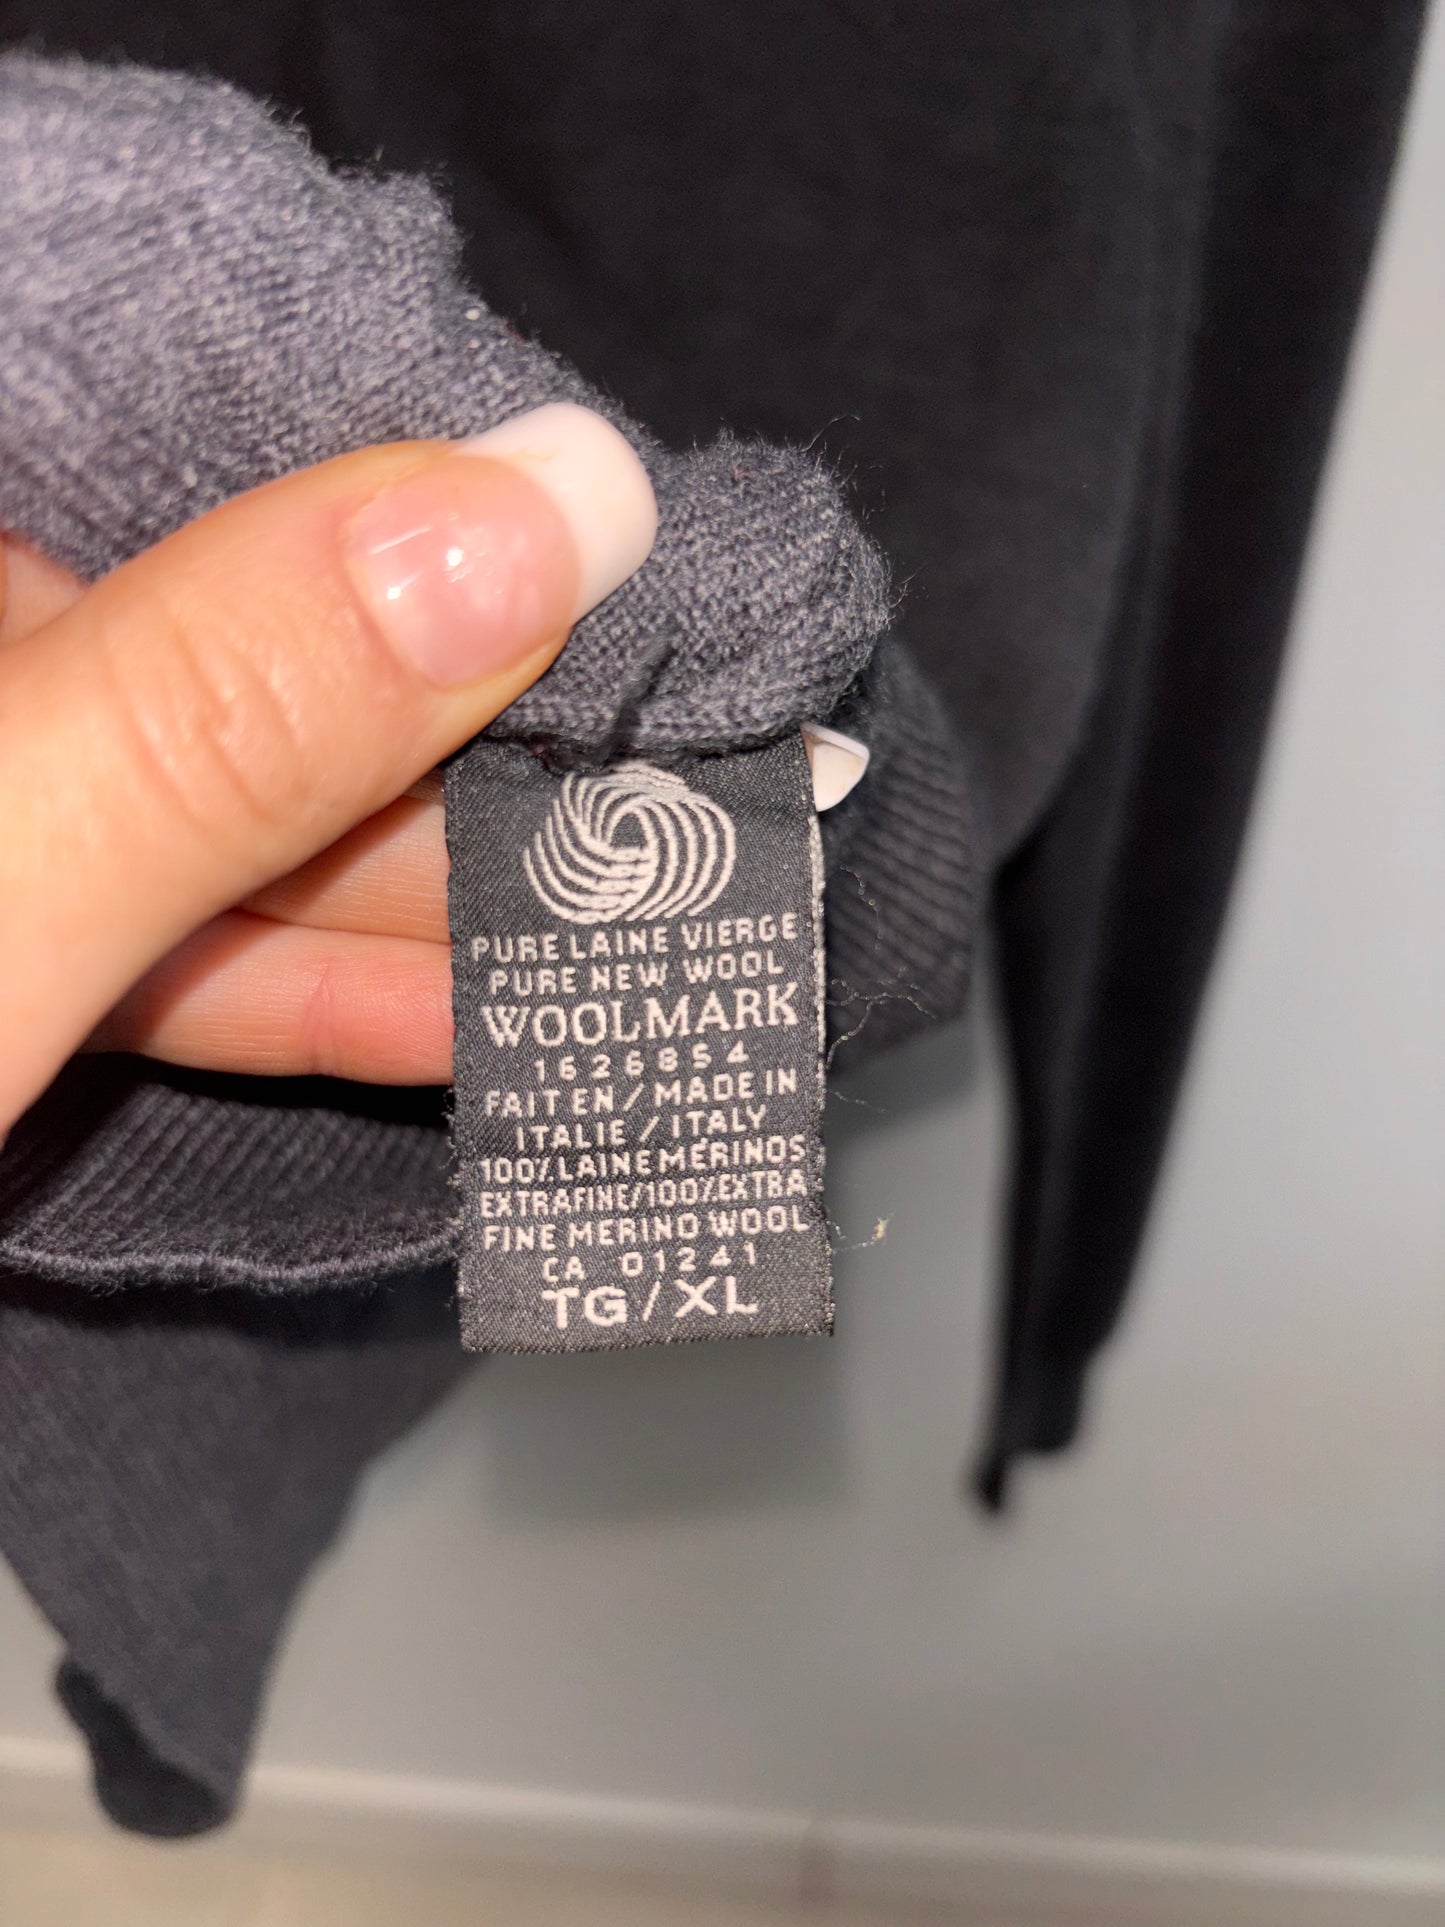 PURE LAINE VIERGE
PURE NEW WOOL
WOOLMARK
1626854
FAIT EN / MADE IN
ITALIE / ITALY
100% LAINE MÉRINOS
EXTRAFINE/100% EXTRA
FINE MERINO WOOL
CA 01241
TG / XL